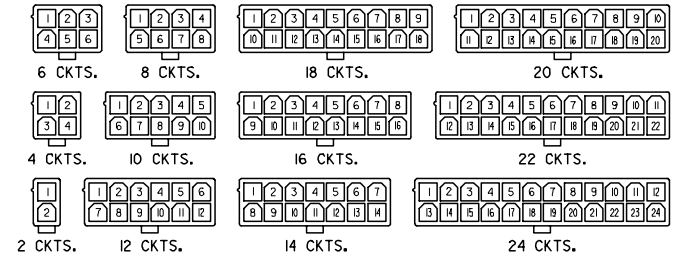 1 2 3 1 2 3 4 1 2 3 4 5 6 7 8 9 1 2 3 4 5 6 7 8 9 10
4 5 6 5 6 7 8 10 11 12 13 14 15 16 17 18 11 12 13 14 15 16 17 18 19 20
6 CKTS. 8 CKTS. 18 CKTS. 20 CKTS.
1 2 1 2 3 4 5 1 2 3 4 5 6 7 8 1 2 3 4 5 6 7 8 9 10 11
3 4 6 7 8 9 10 9 10 11 12 13 14 15 16 12 13 14 15 16 17 18 19 20 21 22
4 CKTS. 10 CKTS. 16 CKTS. 22 CKTS.
1 1 2 3 4 5 6 1 2 3 4 5 6 7 1 2 3 4 5 6 7 8 9 10 11 12
2 7 8 9 10 11 12 8 9 10 11 12 13 14 13 14 15 16 17 18 19 20 21 22 23 24
2 CKTS. 12 CKTS. 14 CKTS. 24 CKTS.